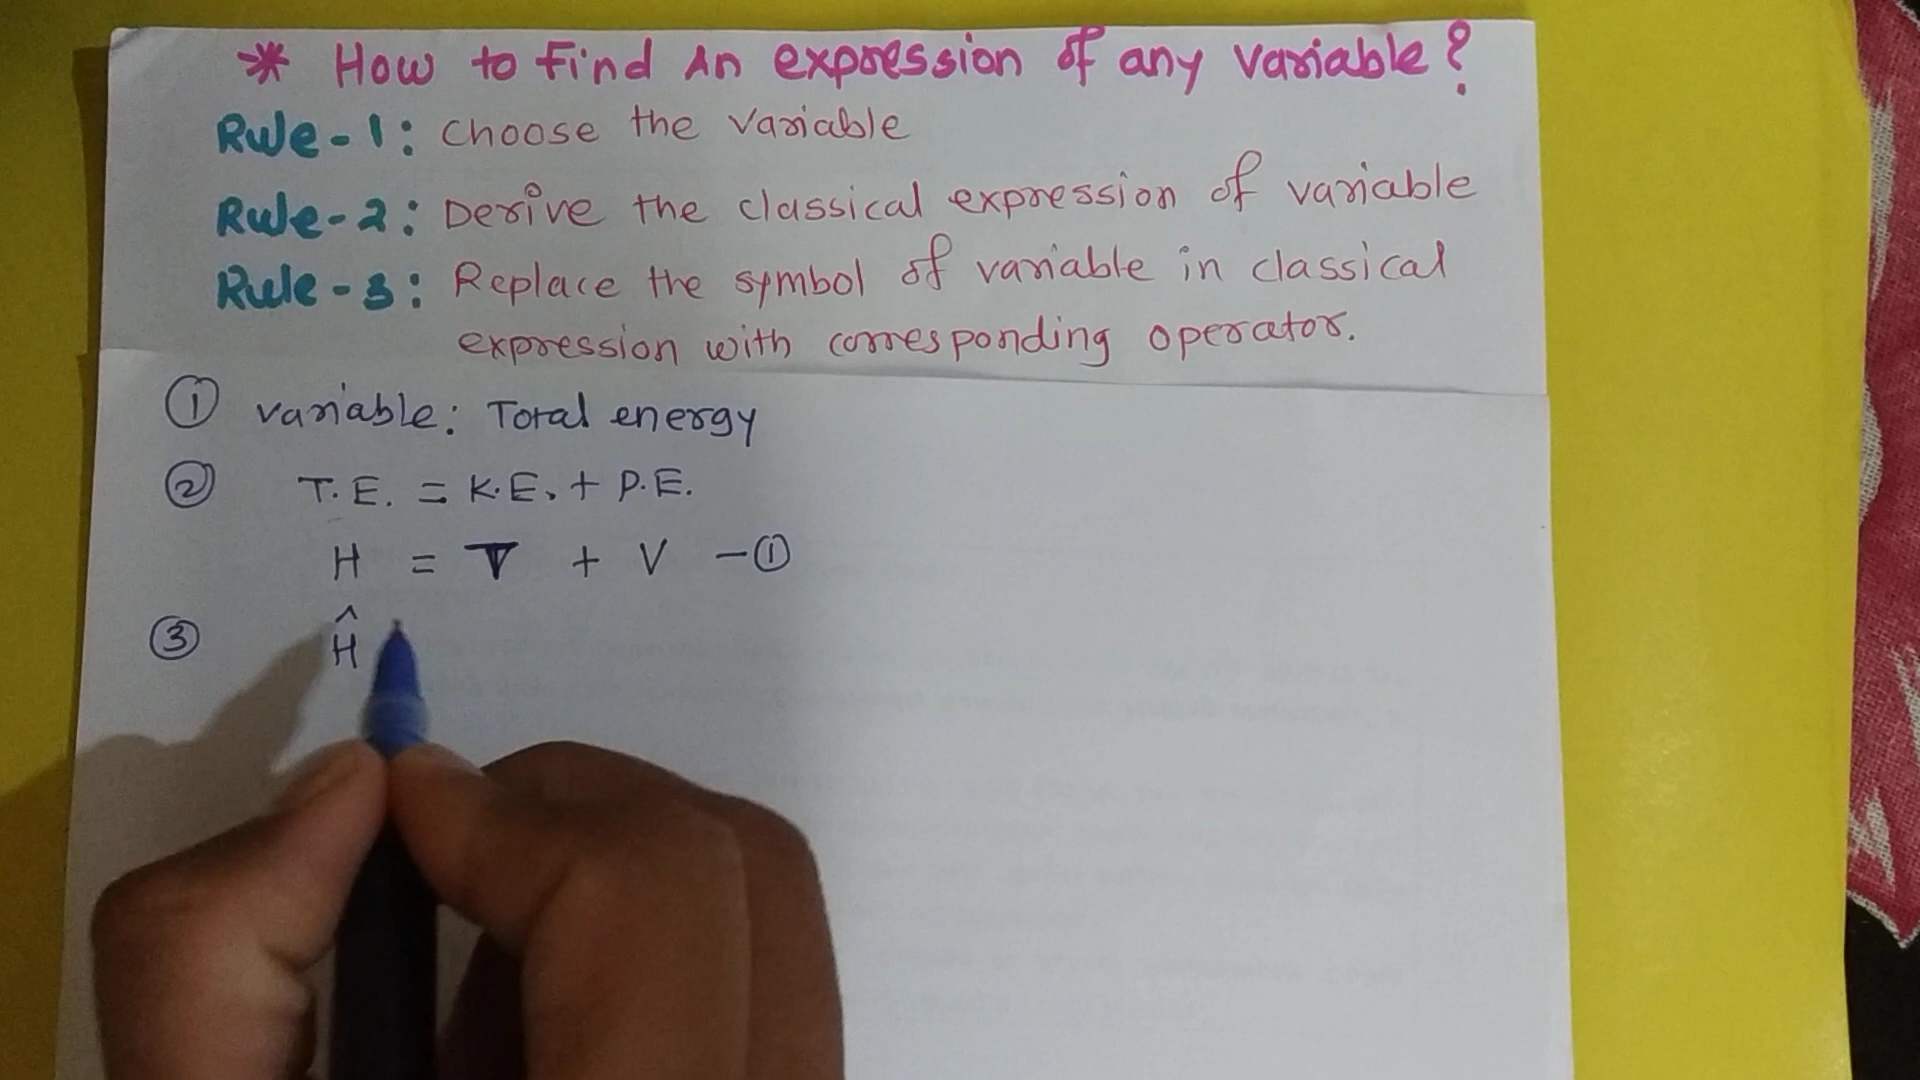 * How to find An expression of any variable?
Rule-1: Choose the variable
Rule-2: Derive the classical expression of variable
Rule-3: Replace the symbol of variable in classical
expression with corresponding operator.
① variable: Total energy
② T.E. = K.E. + P.E.
H = T + V -①
③ Ĥ